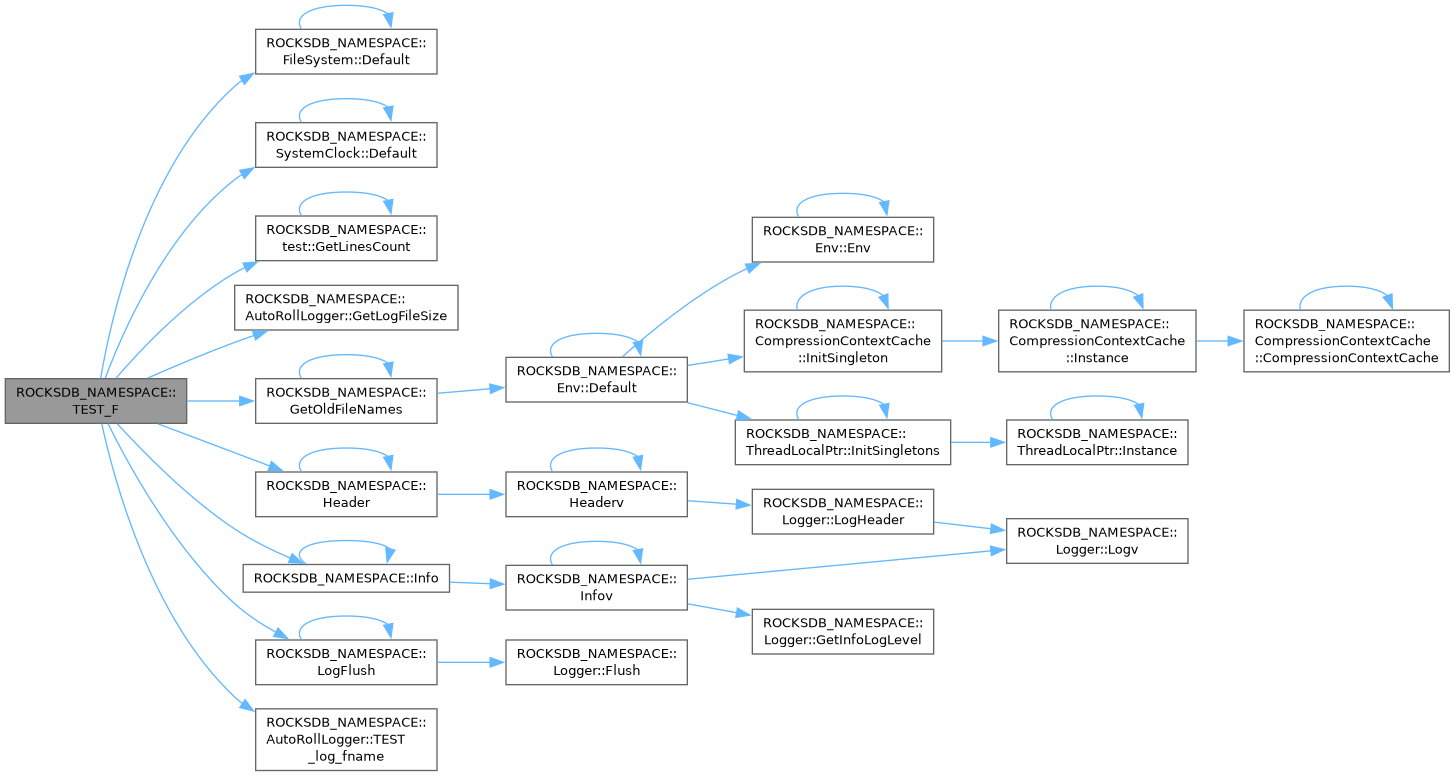 ROCKSDB_NAMESPACE::
TEST_F
ROCKSDB_NAMESPACE::
FileSystem::Default
ROCKSDB_NAMESPACE::
SystemClock::Default
ROCKSDB_NAMESPACE::
test::GetLinesCount
ROCKSDB_NAMESPACE::
AutoRollLogger::GetLogFileSize
ROCKSDB_NAMESPACE::
GetOldFileNames
ROCKSDB_NAMESPACE::
Env::Default
ROCKSDB_NAMESPACE::
Env::Env
ROCKSDB_NAMESPACE::
CompressionContextCache
::InitSingleton
ROCKSDB_NAMESPACE::
CompressionContextCache
::Instance
ROCKSDB_NAMESPACE::
CompressionContextCache
::CompressionContextCache
ROCKSDB_NAMESPACE::
ThreadLocalPtr::InitSingletons
ROCKSDB_NAMESPACE::
ThreadLocalPtr::Instance
ROCKSDB_NAMESPACE::
Header
ROCKSDB_NAMESPACE::
Headerv
ROCKSDB_NAMESPACE::
Logger::LogHeader
ROCKSDB_NAMESPACE::
Logger::Logv
ROCKSDB_NAMESPACE::Info
ROCKSDB_NAMESPACE::
Infov
ROCKSDB_NAMESPACE::
Logger::GetInfoLogLevel
ROCKSDB_NAMESPACE::
LogFlush
ROCKSDB_NAMESPACE::
Logger::Flush
ROCKSDB_NAMESPACE::
AutoRollLogger::TEST
_log_fname